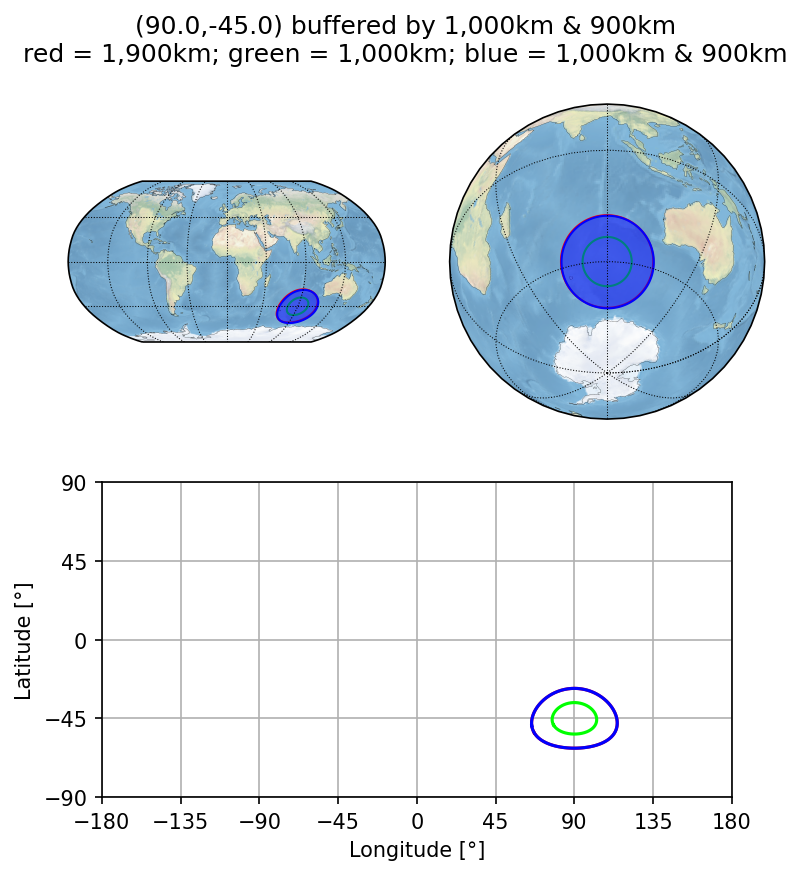 (90.0,-45.0) buffered by 1,000km & 900km
red = 1,900km; green = 1,000km; blue = 1,000km & 900km
90
45
0
−45
−90
Latitude [°]
−180 −135 −90 −45 0 45 90 135 180
Longitude [°]